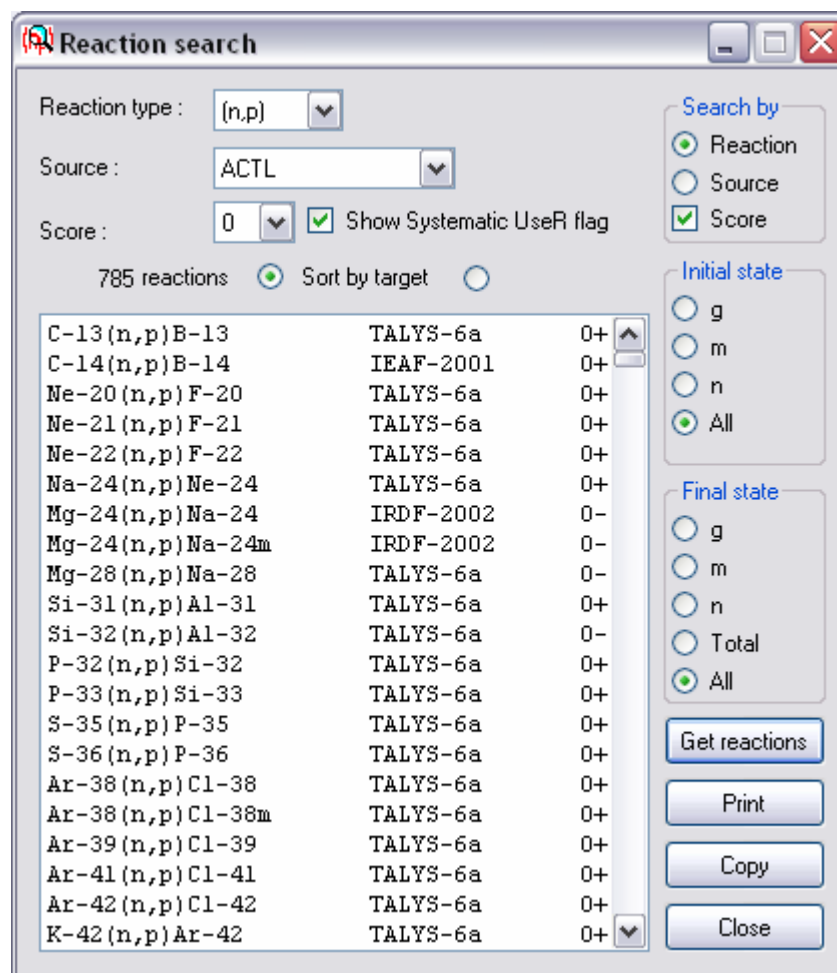 Reaction search
Reaction type : (n,p)
Source : ACTL
Score : 0 Show Systematic UseR flag
785 reactions Sort by target
C-13(n,p)B-13 TALYS-6a 0+
C-14(n,p)B-14 IEAF-2001 0+
Ne-20(n,p)F-20 TALYS-6a 0+
Ne-21(n,p)F-21 TALYS-6a 0+
Ne-22(n,p)F-22 TALYS-6a 0+
Na-24(n,p)Ne-24 TALYS-6a 0+
Mg-24(n,p)Na-24 IRDF-2002 0-
Mg-24(n,p)Na-24m IRDF-2002 0-
Mg-28(n,p)Na-28 TALYS-6a 0-
Si-31(n,p)Al-31 TALYS-6a 0+
Si-32(n,p)Al-32 TALYS-6a 0-
P-32(n,p)Si-32 TALYS-6a 0+
P-33(n,p)Si-33 TALYS-6a 0+
S-35(n,p)P-35 TALYS-6a 0+
S-36(n,p)P-36 TALYS-6a 0+
Ar-38(n,p)Cl-38 TALYS-6a 0+
Ar-38(n,p)Cl-38m TALYS-6a 0+
Ar-39(n,p)Cl-39 TALYS-6a 0+
Ar-41(n,p)Cl-41 TALYS-6a 0+
Ar-42(n,p)Cl-42 TALYS-6a 0+
K-42(n,p)Ar-42 TALYS-6a 0+
Search by
Reaction
Source
Score
Initial state
g
m
n
All
Final state
g
m
n
Total
All
Get reactions
Print
Copy
Close